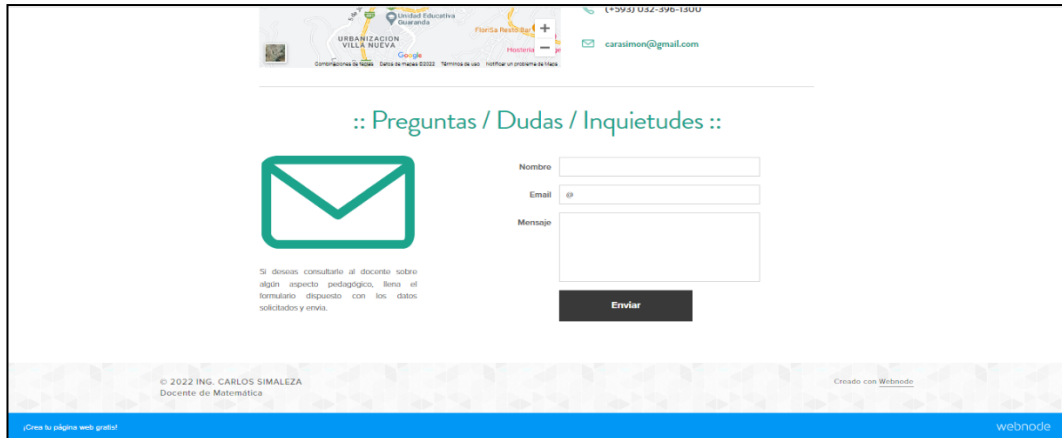 Unidad Educativa
Guaranda
(+593) 032-396-1300
URBANIZACION
VILLA NUEVA
Google
+
−
carasimon@gmail.com
Combinaciones de teclas Datos de mapas ©2022 Términos de uso Notificar un problema de Maps
:: Preguntas / Dudas / Inquietudes ::
Nombre
Email @
Mensaje
Si deseas consultarle al docente sobre
algún aspecto pedagógico, llena el
formulario dispuesto con los datos
solicitados y envía.
Enviar
© 2022 ING. CARLOS SIMALEZA
Docente de Matemática
Creado con Webnode
¡Crea tu página web gratis!
webnode